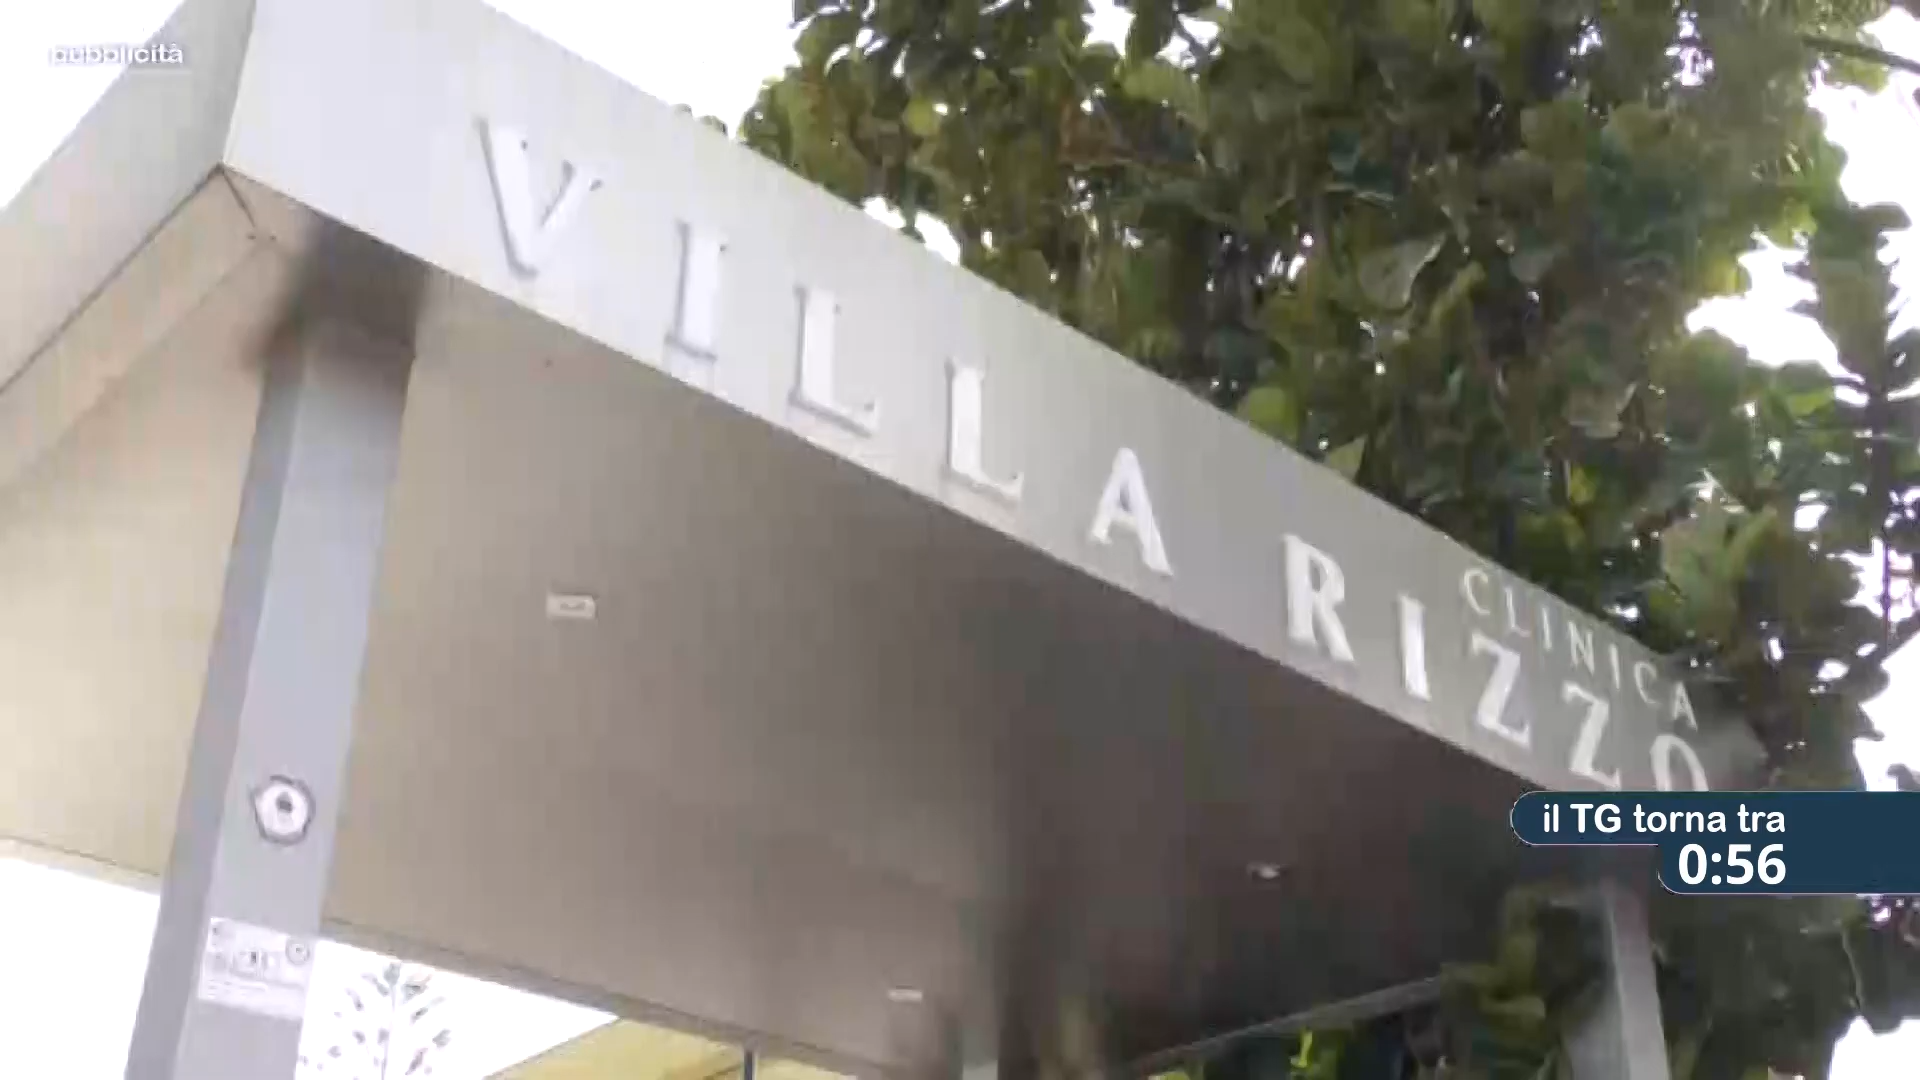 pubblicità
VILLA RIZZO
CLINICA
il TG torna tra
0:56